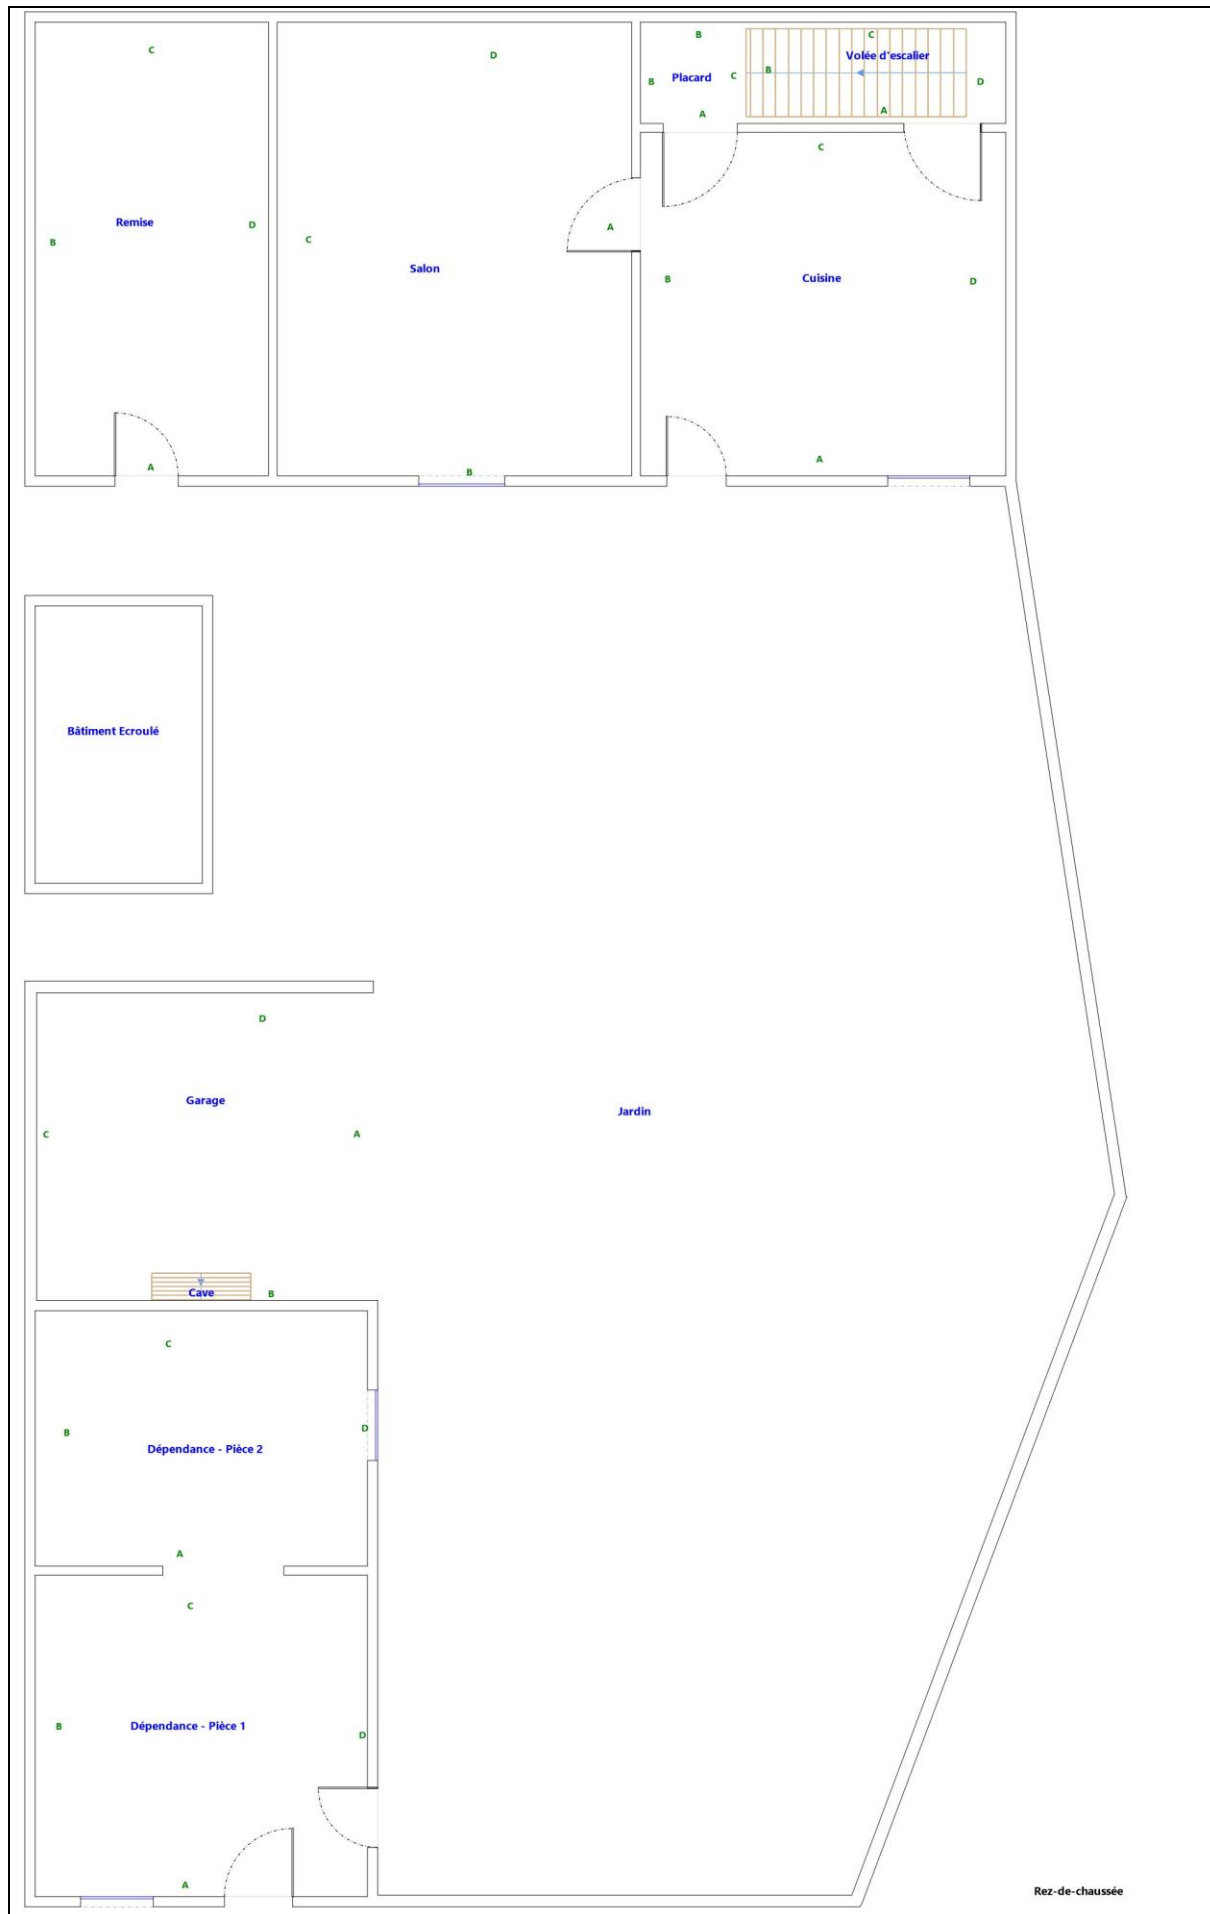 C
D
B
C
Volée d'escalier
B
Placard
C
B
D
A
A
C
Remise
D
B
C
A
Salon
B
Cuisine
D
A
B
A
Bâtiment Ecroulé
D
Garage
Jardin
C
A
Cave
B
C
B
D
Dépendance - Pièce 2
A
C
B
Dépendance - Pièce 1
D
A
Rez-de-chaussée